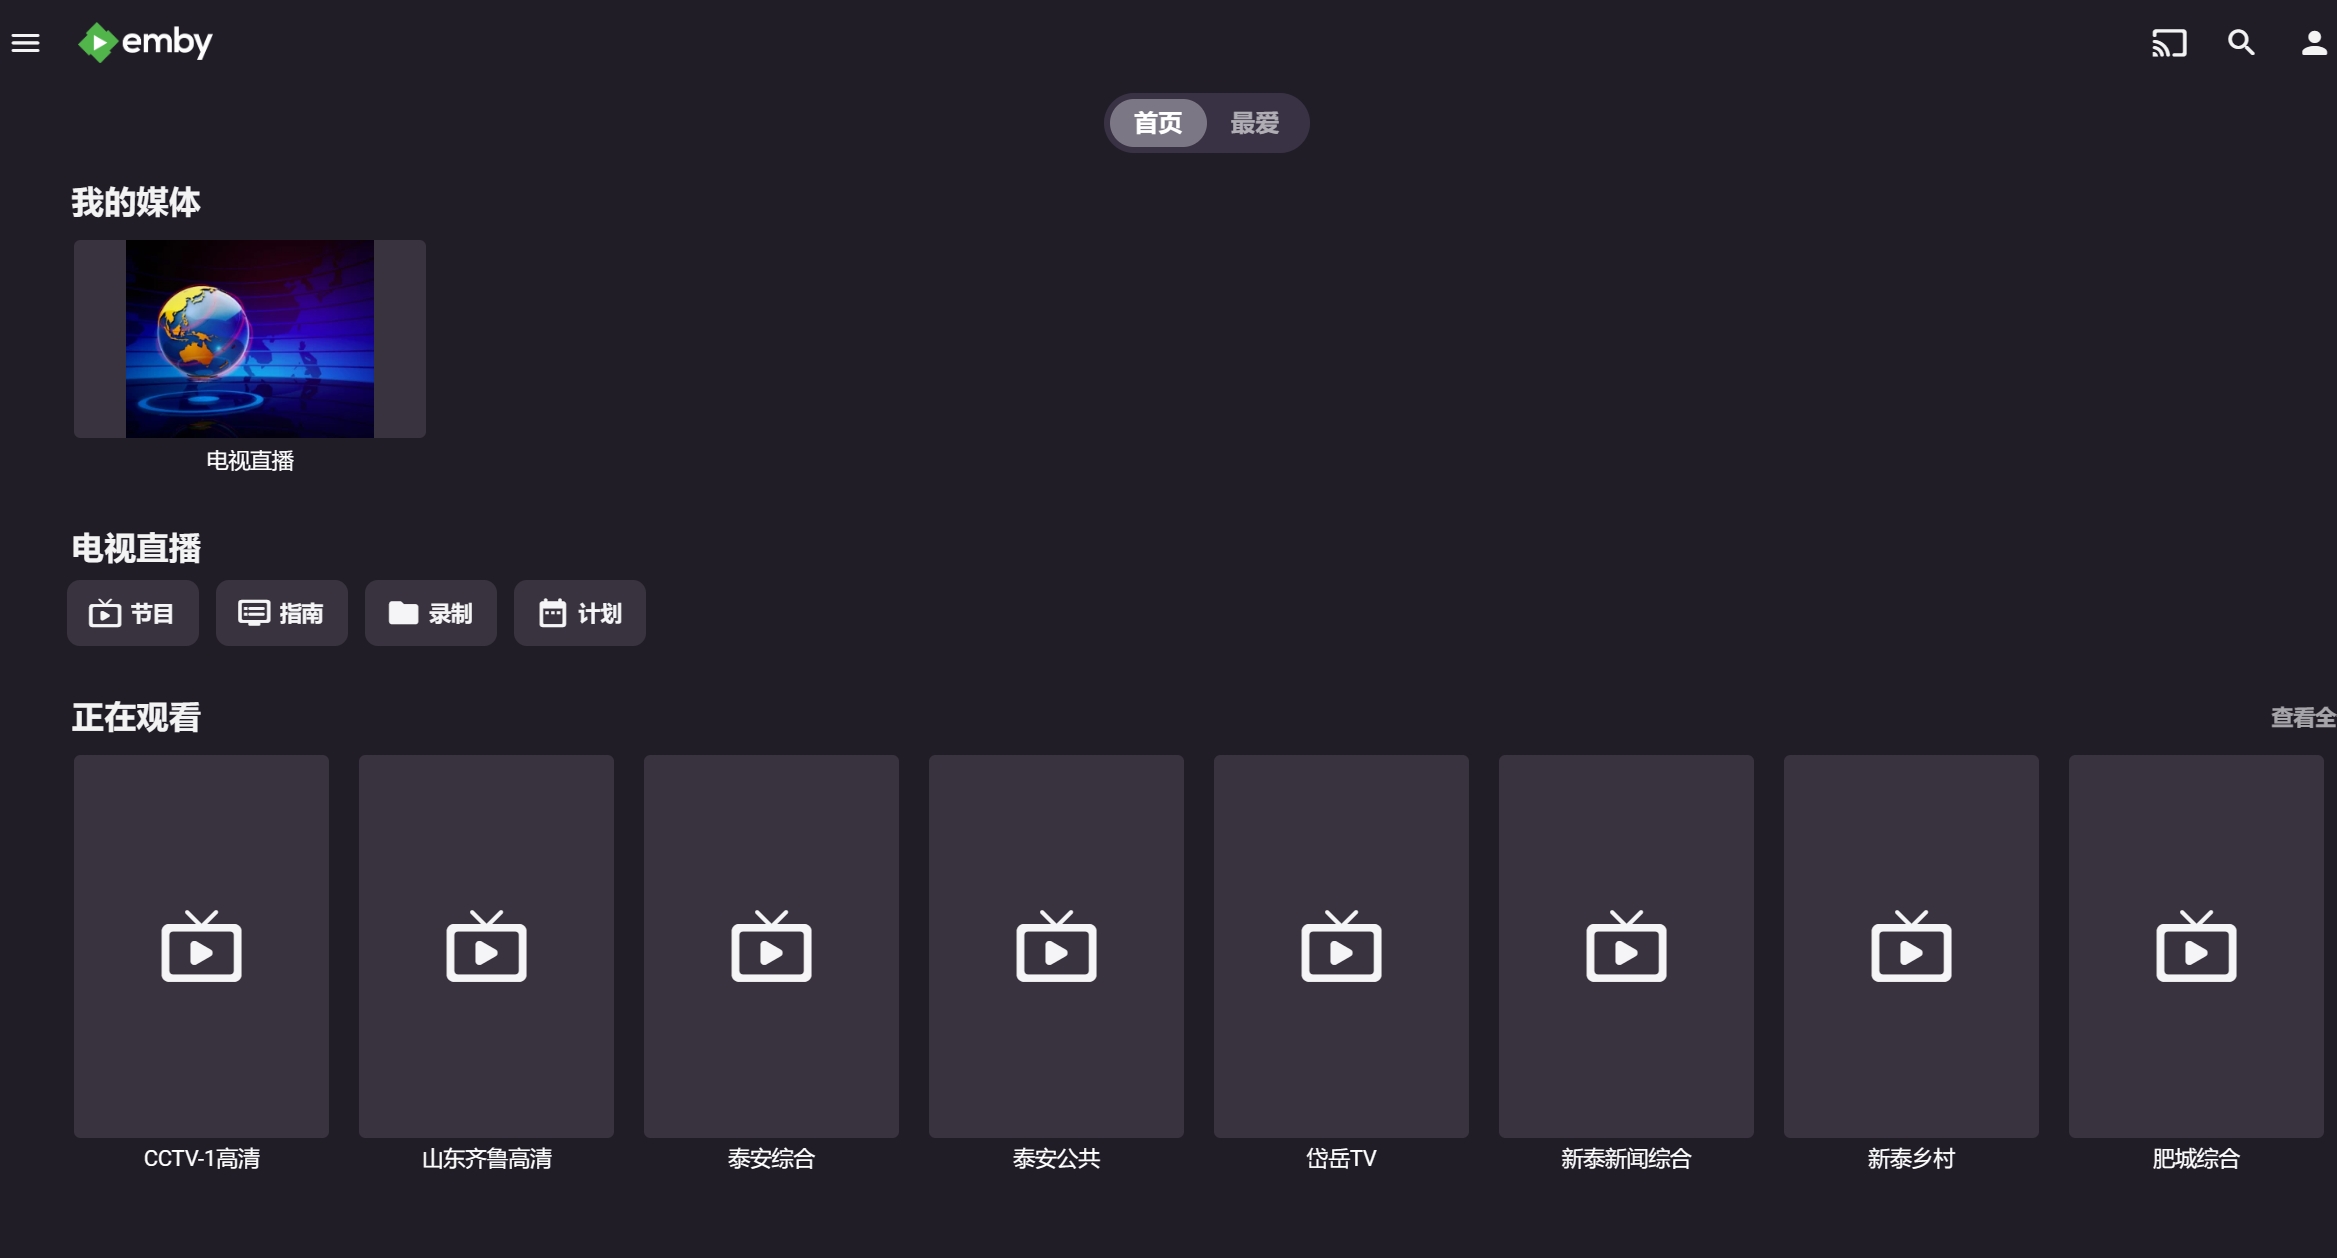 emby
首页 最爱
我的媒体
电视直播
电视直播
节目 指南 录制 计划
正在观看 查看全
CCTV-1高清 山东齐鲁高清 泰安综合 泰安公共 岱岳TV 新泰新闻综合 新泰乡村 肥城综合